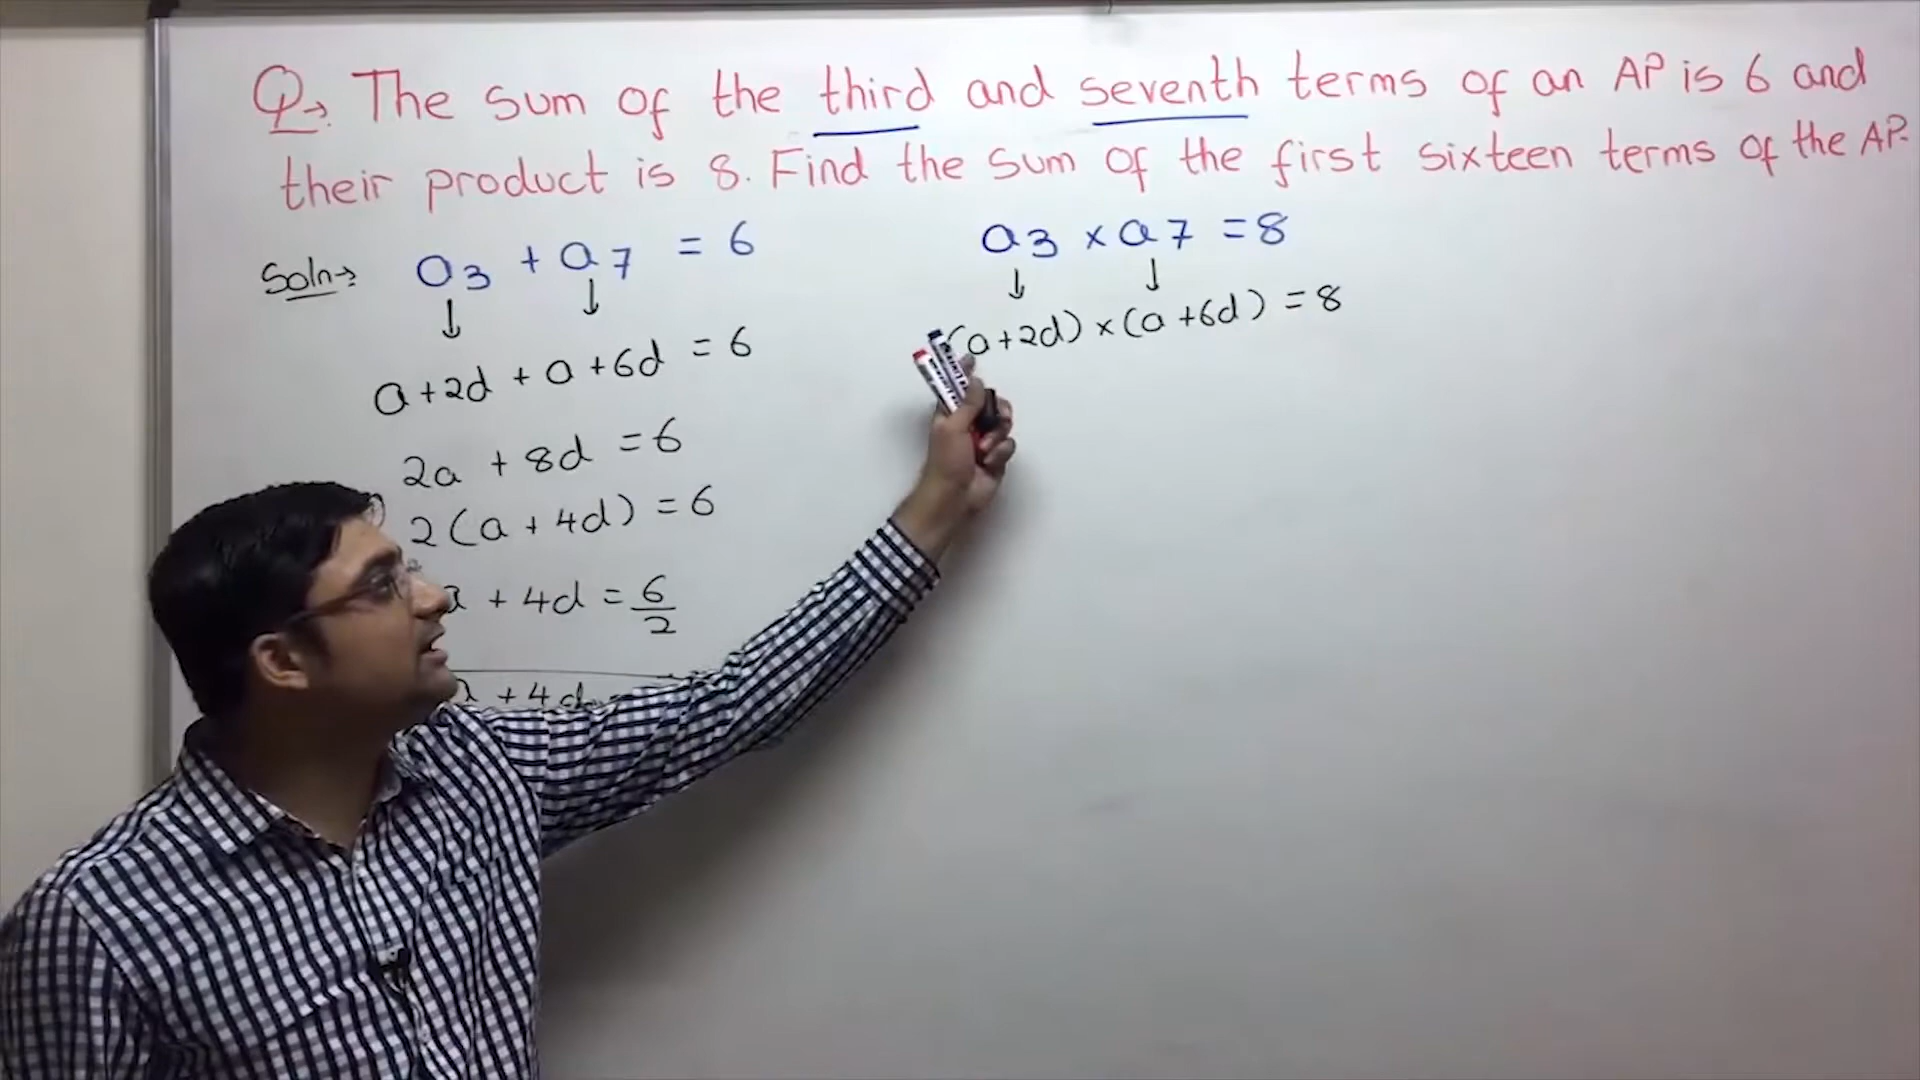 Q→. The sum of the third and seventh terms of an AP is 6 and
their product is 8. Find the sum of the first sixteen terms of the AP.
Soln→
a3 + a7 = 6
↓ ↓
a+2d + a+6d = 6
2a + 8d = 6
2(a + 4d) = 6
a + 4d = 6/2
+ 4d
a3 × a7 = 8
↓ ↓
(a+2d) × (a+6d) = 8